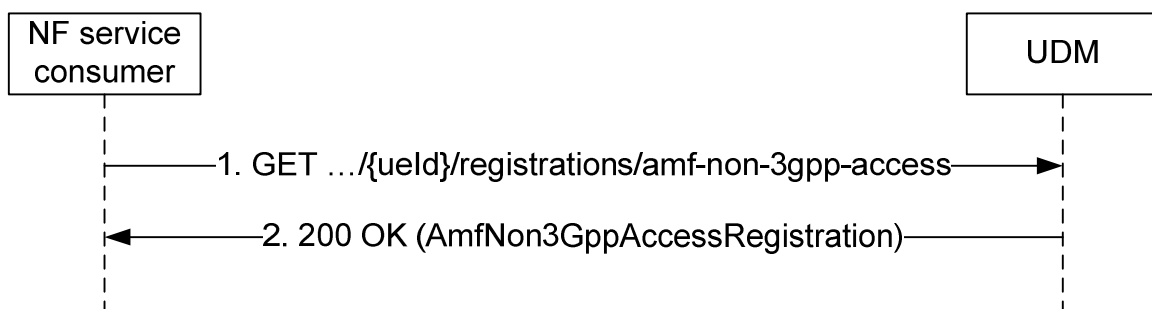 NF service
consumer
UDM
1. GET …/{ueId}/registrations/amf-non-3gpp-access
2. 200 OK (AmfNon3GppAccessRegistration)